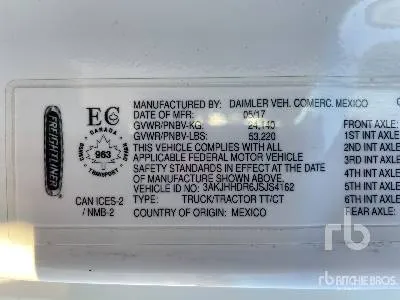 FREIGHTLINER
EC
CANADA
963
TRANSPORT
CAN ICES-2
/ NMB-2
MANUFACTURED BY: DAIMLER VEH. COMERC. MEXICO
DATE OF MFR: 05/17
GVWR/PNBV-KG: 24,140
GVWR/PNBV-LBS: 53,220
THIS VEHICLE COMPLIES WITH ALL
APPLICABLE FEDERAL MOTOR VEHICLE
SAFETY STANDARDS IN EFFECT AT THE DATE
OF MANUFACTURE SHOWN ABOVE.
VEHICLE ID NO.: 3AKJHHDR6JSJS4162
TYPE: TRUCK/TRACTOR TT/CT
COUNTRY OF ORIGIN: MEXICO
FRONT AXLE:
1ST INT AXLE
2ND INT AXLE
3RD INT AXLE
4TH INT AXLE
5TH INT AXLE
6TH INT AXLE
REAR AXLE:
rb
RITCHIE BROS.